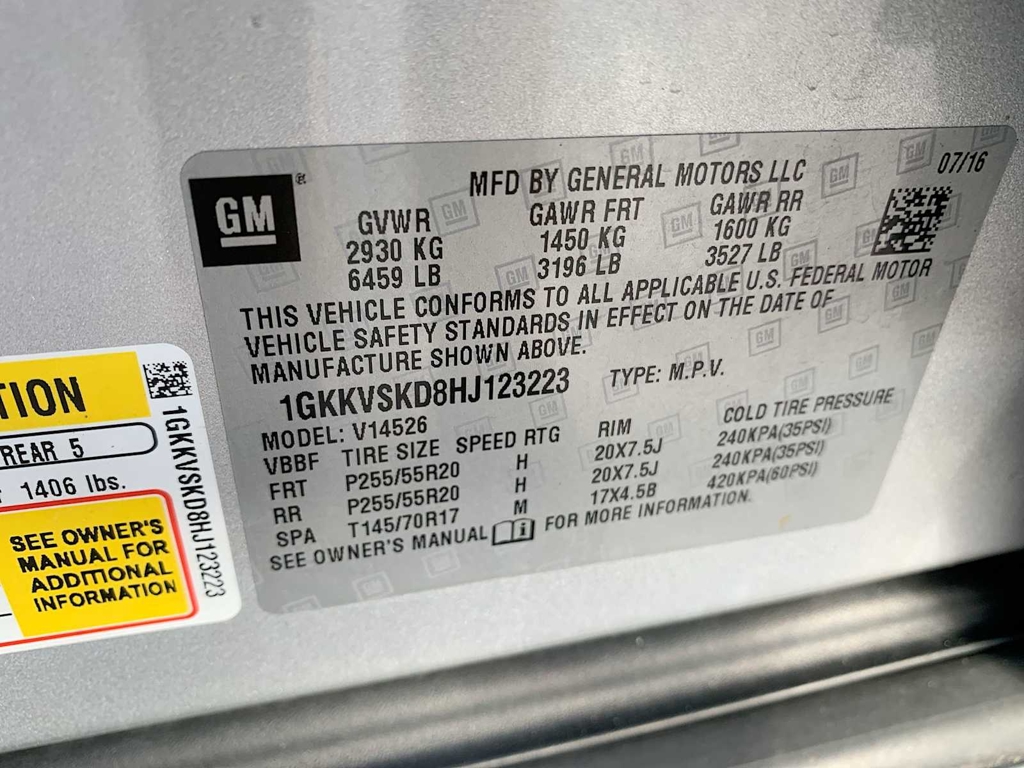 GM®
MFD BY GENERAL MOTORS LLC
07/16
GVWR GAWR FRT GAWR RR
2930 KG 1450 KG 1600 KG
6459 LB 3196 LB 3527 LB
THIS VEHICLE CONFORMS TO ALL APPLICABLE U.S. FEDERAL MOTOR
VEHICLE SAFETY STANDARDS IN EFFECT ON THE DATE OF
MANUFACTURE SHOWN ABOVE.
1GKKVSKD8HJ123223 TYPE: M.P.V.
MODEL: V14526
VBBF TIRE SIZE SPEED RTG RIM COLD TIRE PRESSURE
FRT P255/55R20 H 20X7.5J 240KPA(35PSI)
RR P255/55R20 H 20X7.5J 240KPA(35PSI)
SPA T145/70R17 M 17X4.5B 420KPA(60PSI)
SEE OWNER'S MANUAL i FOR MORE INFORMATION.
TION
REAR 5
1406 lbs.
SEE OWNER'S
MANUAL FOR
ADDITIONAL
INFORMATION
1GKKVSKD8HJ123223